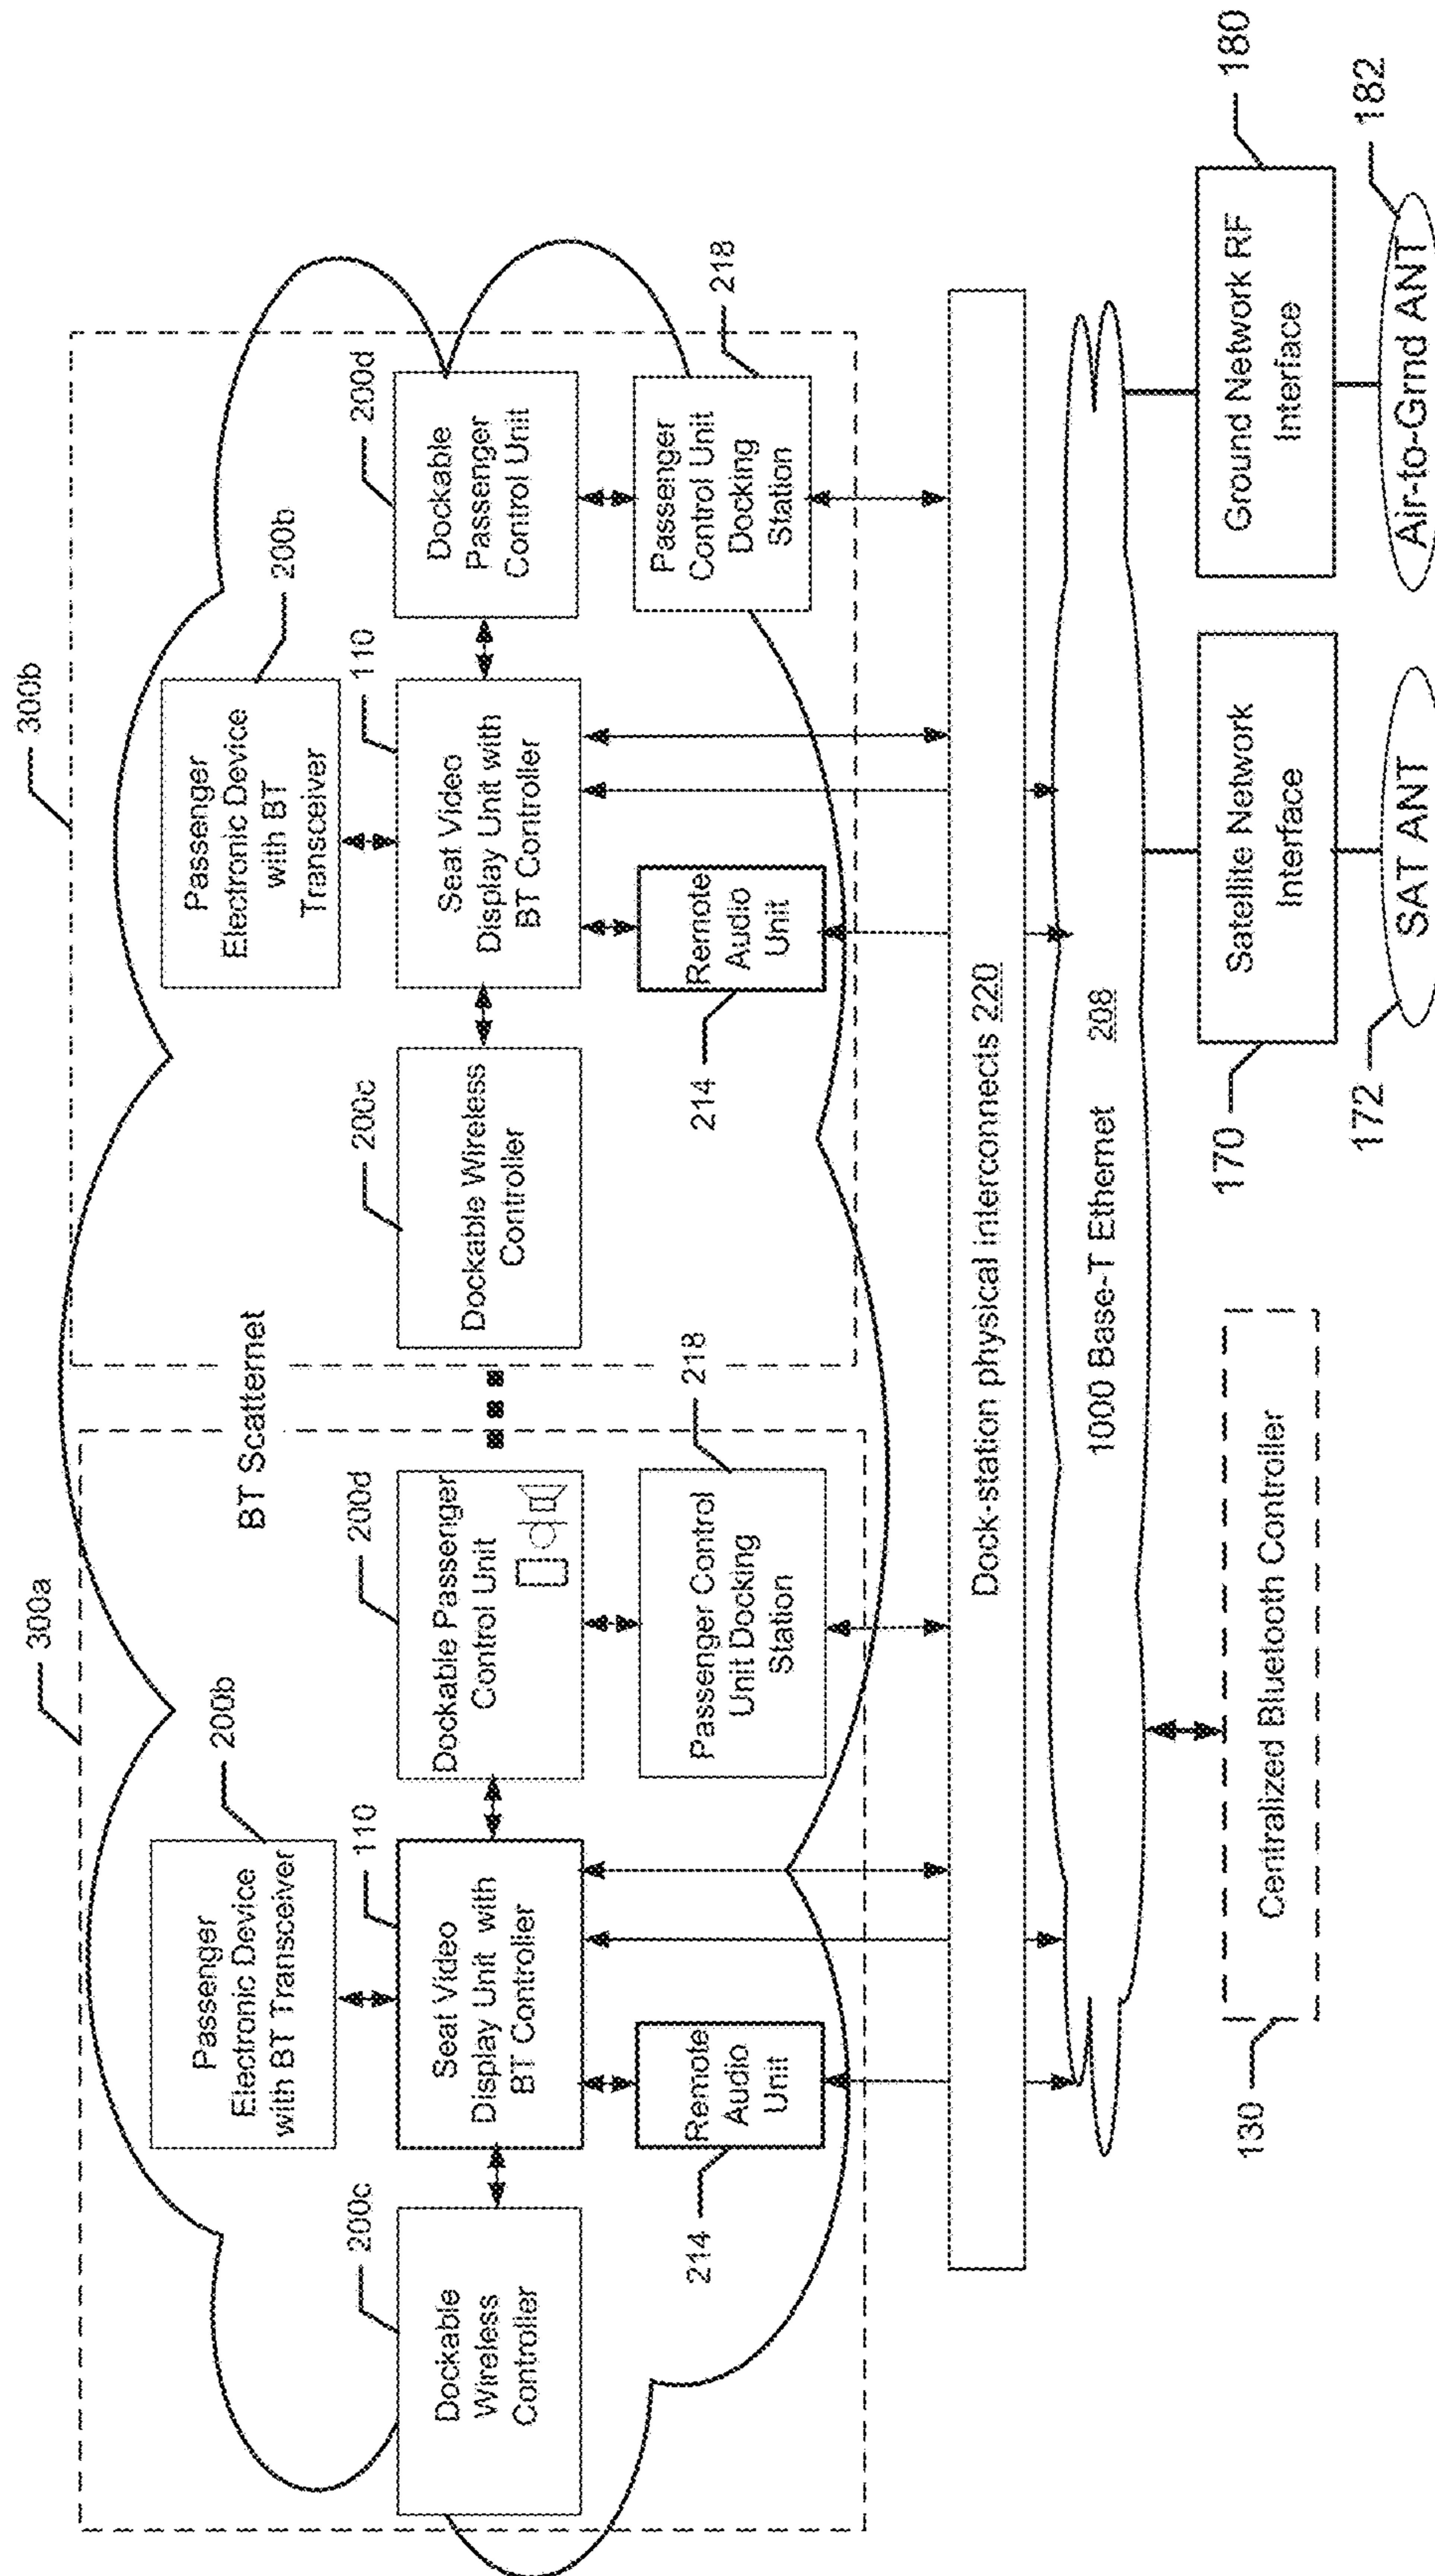 300a
300b
BT Scatternet
Passenger
Electronic Device
with BT Transceiver
200b
Passenger
Electronic Device
with BT
Transceiver
200b
200c
Dockable
Wireless
Controller
110
Seat Video
Display Unit with
BT Controller
200d
Dockable Passenger
Control Unit
200c
Dockable Wireless
Controller
110
Seat Video
Display Unit with
BT Controller
200d
Dockable
Passenger
Control Unit
214
Remote
Audio
Unit
218
Passenger Control
Unit Docking
Station
214
Remote
Audio
Unit
218
Passenger
Control Unit
Docking
Station
Dock-station physical interconnects 220
1000 Base-T Ethernet 208
130
Centralized Bluetooth Controller
170
Satellite Network
Interface
180
Ground Network RF
Interface
172
SAT ANT
182
Air-to-Grnd ANT